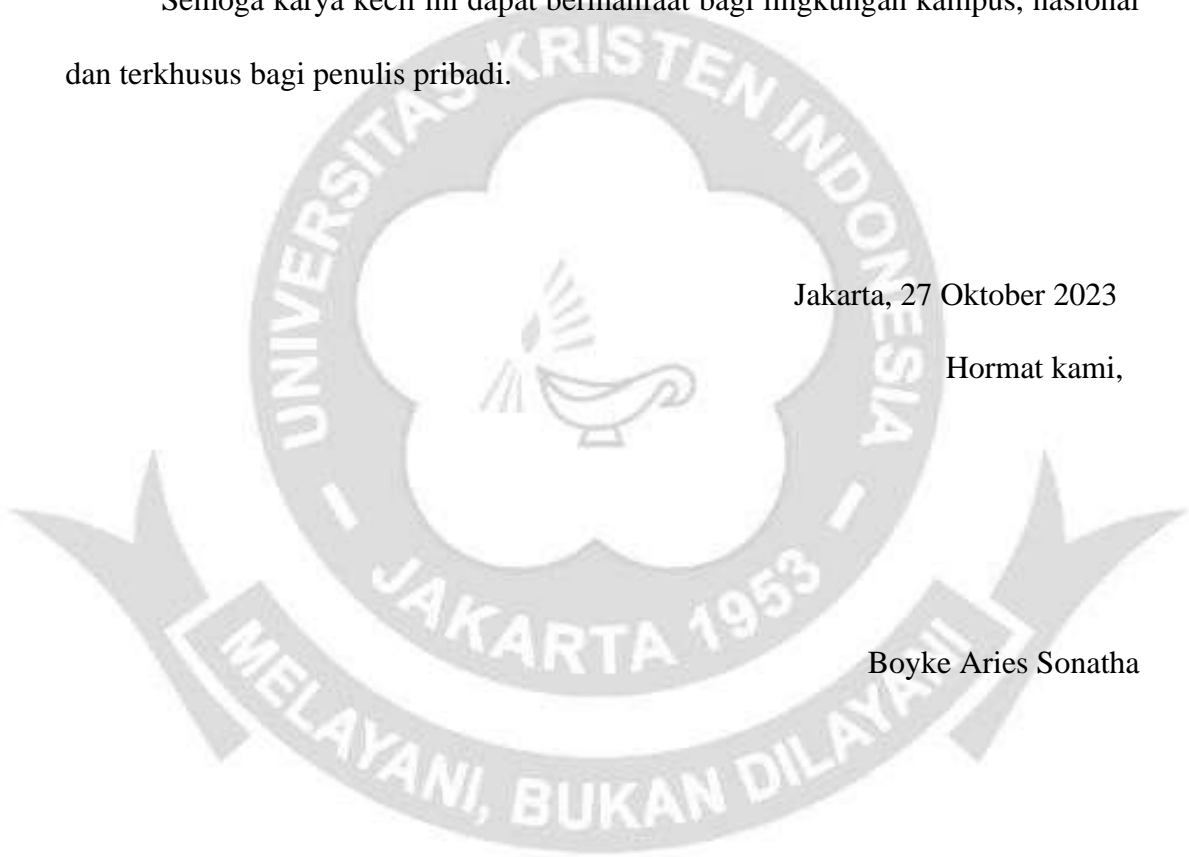 Semoga karya kecil ini dapat bermanfaat bagi lingkungan kampus, nasional
dan terkhusus bagi penulis pribadi.
UNIVERSITAS KRISTEN INDONESIA
Jakarta, 27 Oktober 2023
Hormat kami,
- JAKARTA 1953 -
Boyke Aries Sonatha
MELAYANI, BUKAN DILAYANI